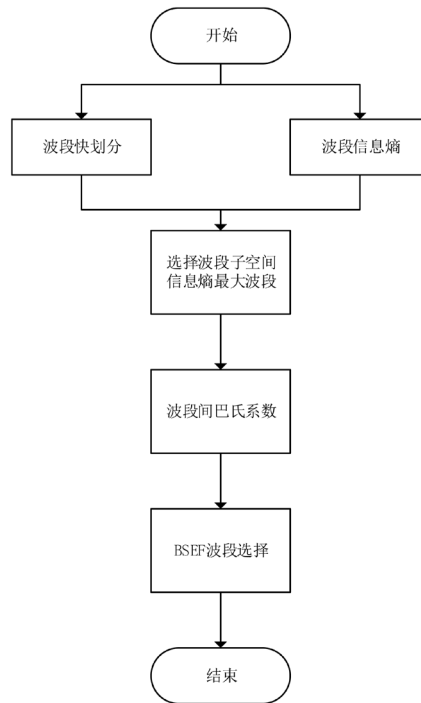 开始
波段快划分
波段信息熵
选择波段子空间
信息熵最大波段
波段间巴氏系数
BSEF波段选择
结束